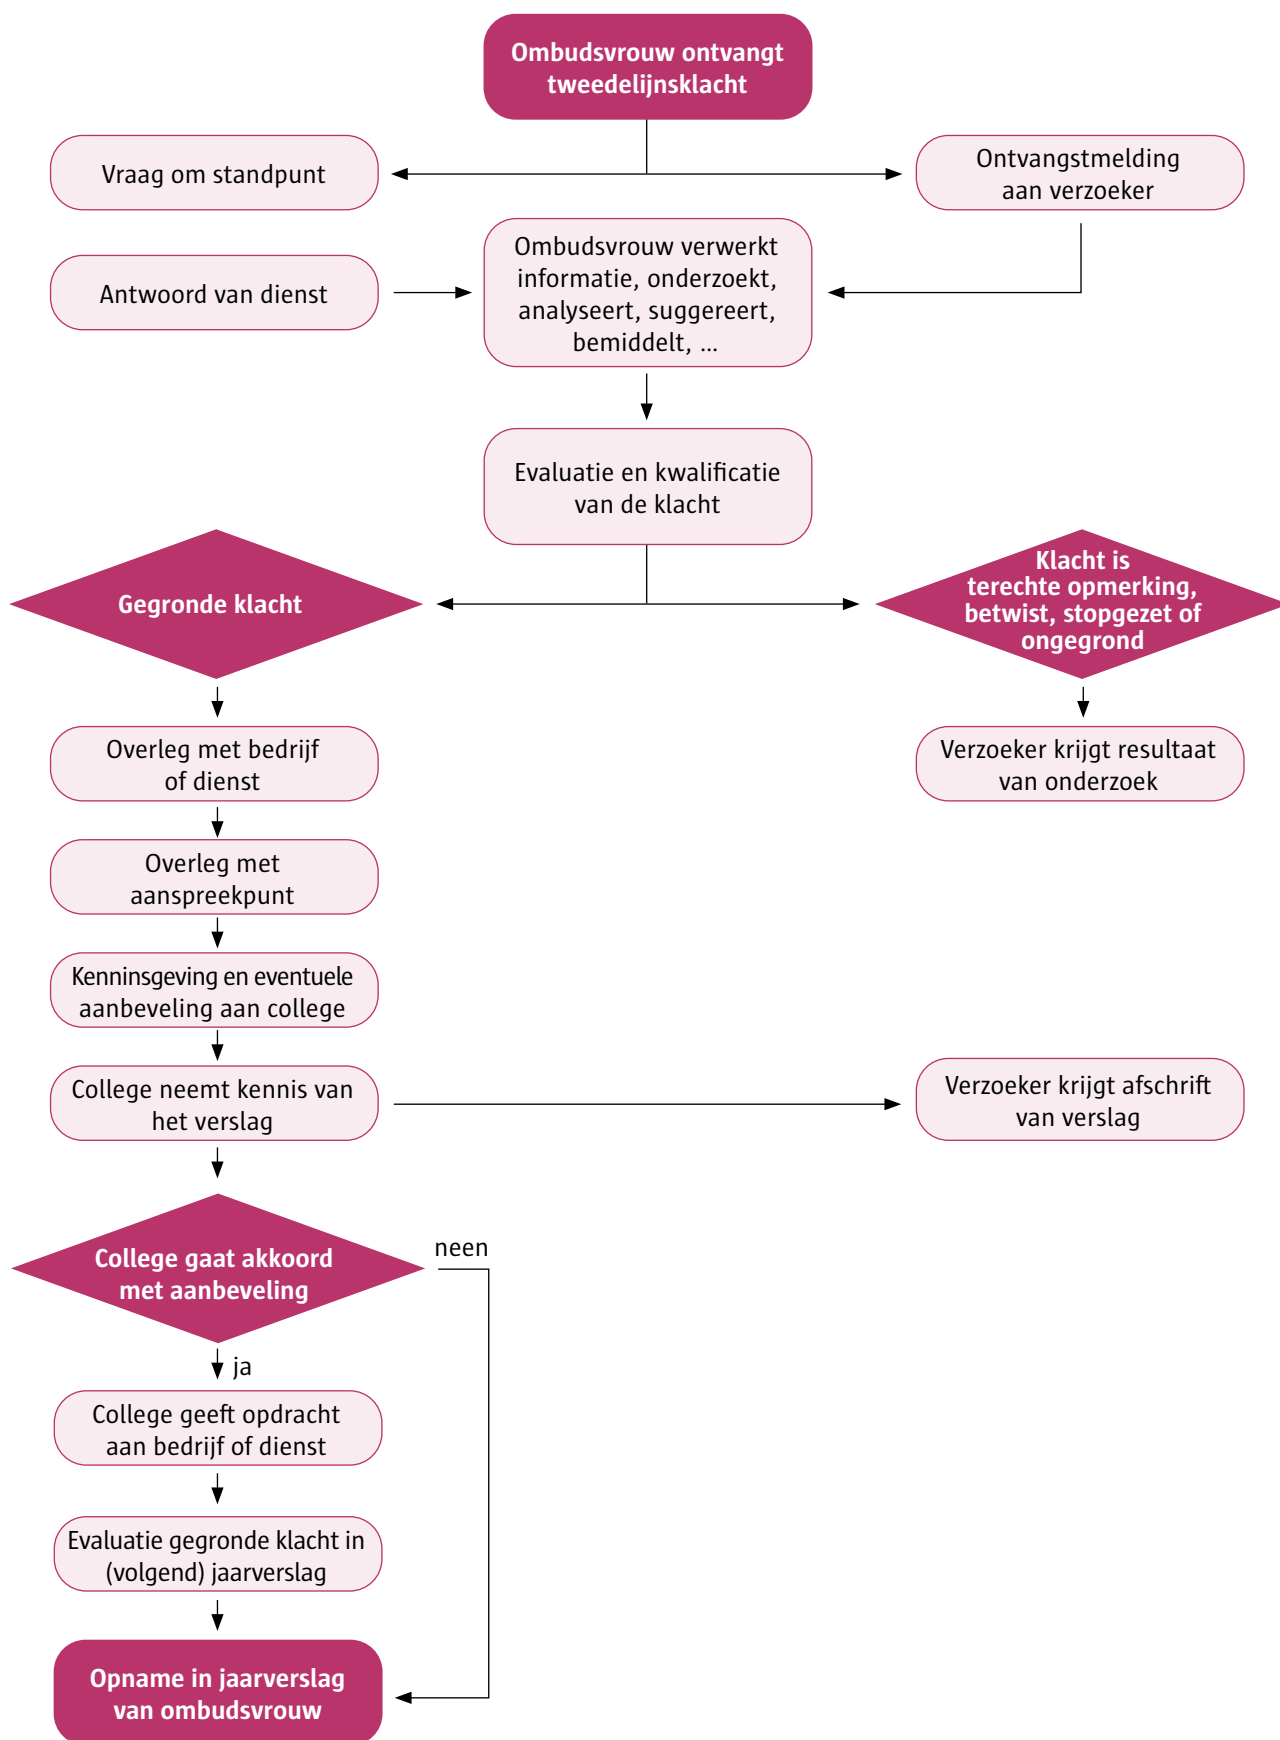 Ombudsvrouw ontvangt
tweedelijnsklacht
Vraag om standpunt
Ontvangstmelding
aan verzoeker
Antwoord van dienst
Ombudsvrouw verwerkt
informatie, onderzoekt,
analyseert, suggereert,
bemiddelt, ...
Evaluatie en kwalificatie
van de klacht
Gegronde klacht
Klacht is
terechte opmerking,
betwist, stopgezet of
ongegrond
Overleg met bedrijf
of dienst
Verzoeker krijgt resultaat
van onderzoek
Overleg met
aanspreekpunt
Kenninsgeving en eventuele
aanbeveling aan college
College neemt kennis van
het verslag
Verzoeker krijgt afschrift
van verslag
College gaat akkoord
met aanbeveling
neen
ja
College geeft opdracht
aan bedrijf of dienst
Evaluatie gegronde klacht in
(volgend) jaarverslag
Opname in jaarverslag
van ombudsvrouw